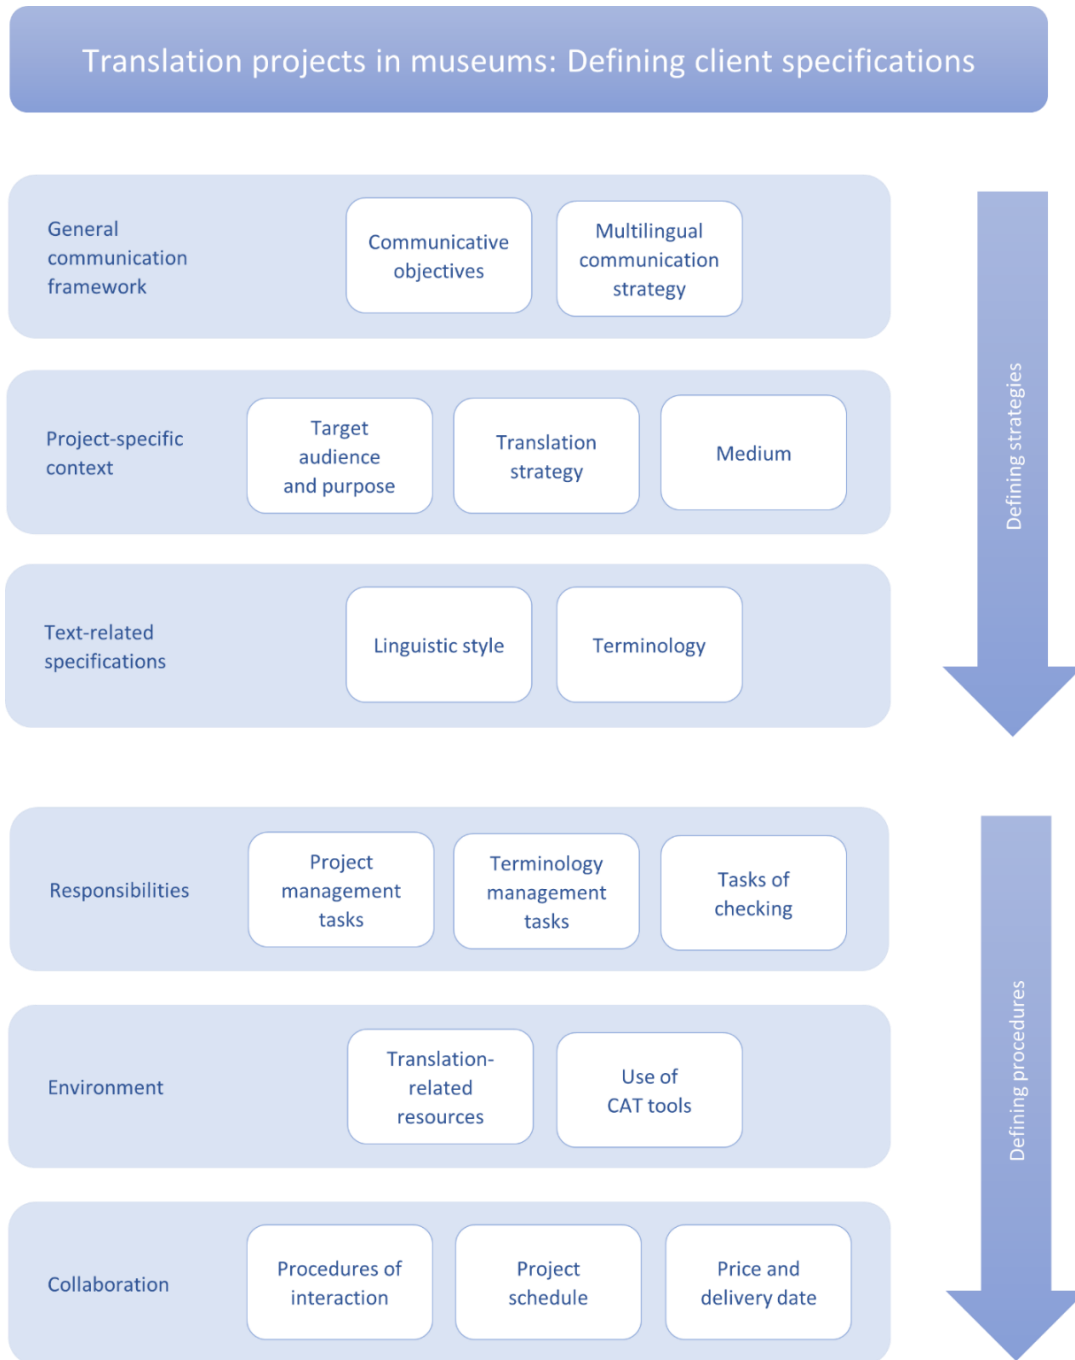 Translation projects in museums: Defining client specifications
General
communication
framework
Communicative
objectives
Multilingual
communication
strategy
Project-specific
context
Target
audience
and purpose
Translation
strategy
Medium
Text-related
specifications
Linguistic style
Terminology
Defining strategies
Responsibilities
Project
management
tasks
Terminology
management
tasks
Tasks of
checking
Environment
Translation-
related
resources
Use of
CAT tools
Collaboration
Procedures of
interaction
Project
schedule
Price and
delivery date
Defining procedures